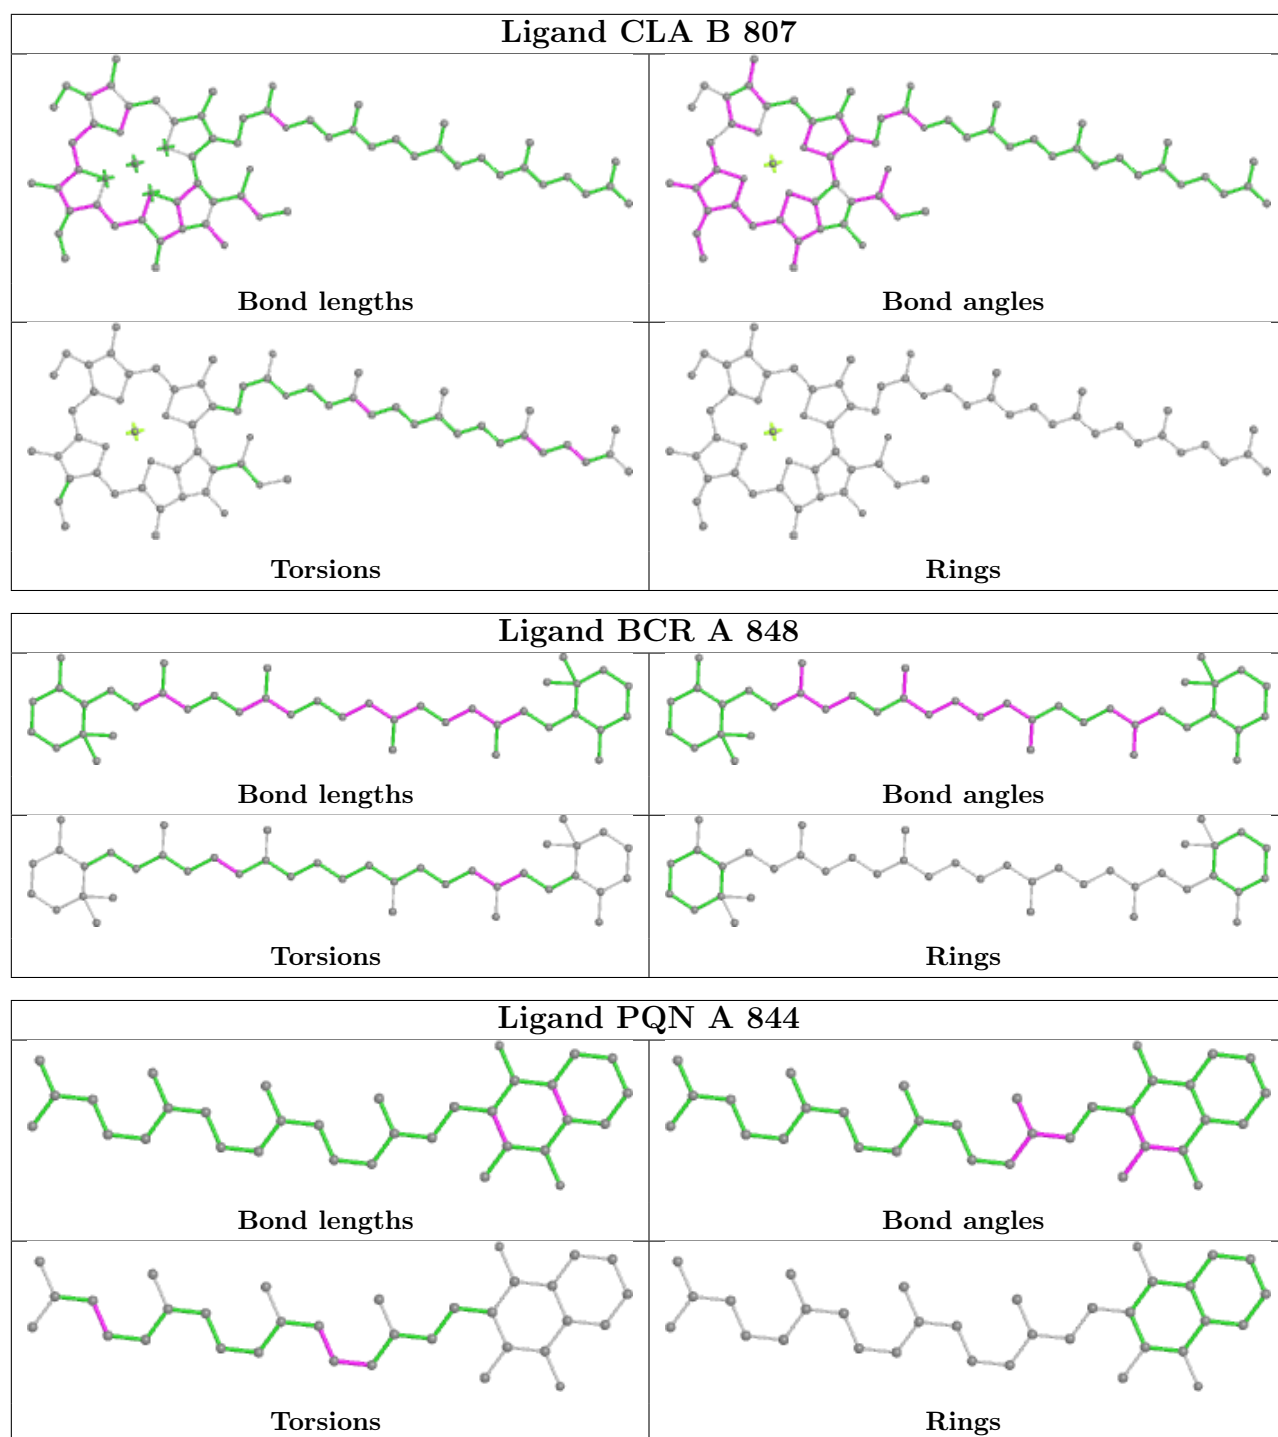 Ligand CLA B 807
Bond lengths
Bond angles
Torsions
Rings
Ligand BCR A 848
Bond lengths
Bond angles
Torsions
Rings
Ligand PQN A 844
Bond lengths
Bond angles
Torsions
Rings